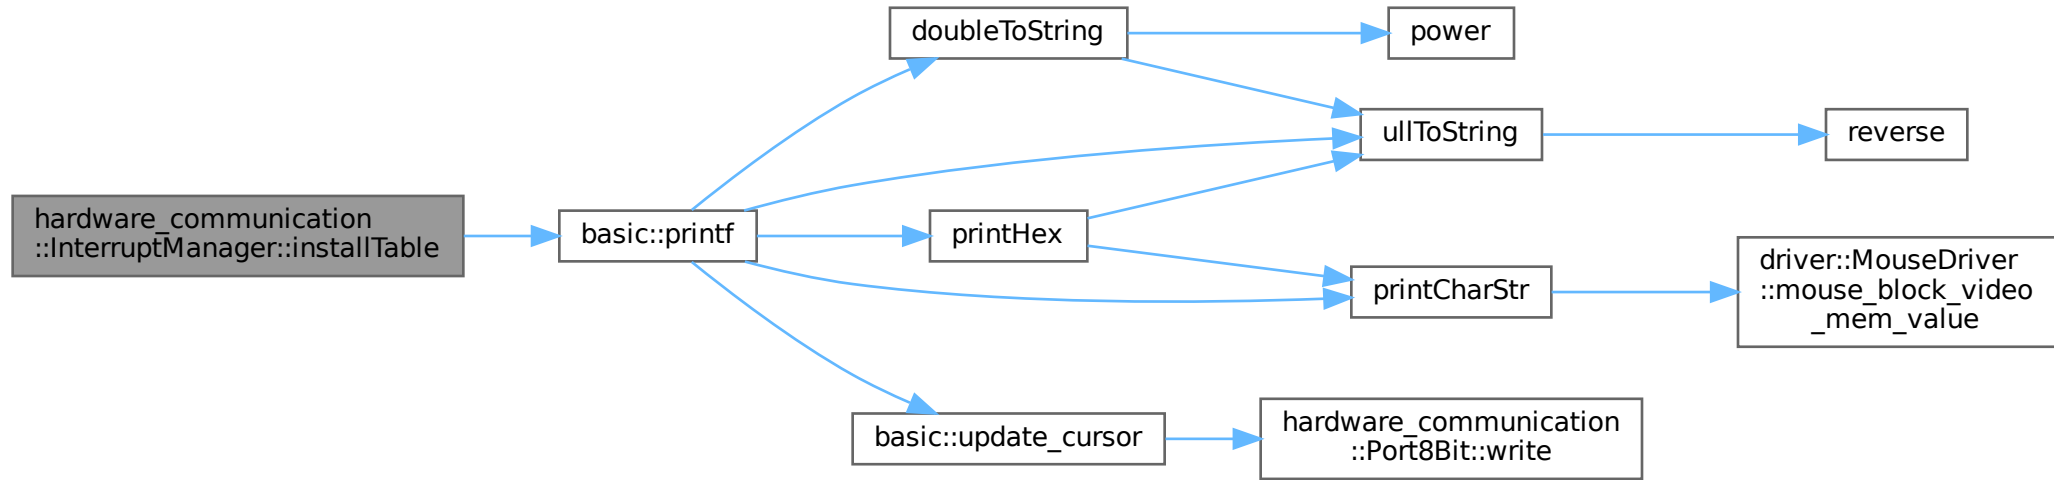 hardware_communication
::InterruptManager::installTable
basic::printf
doubleToString
power
ullToString
reverse
printHex
printCharStr
driver::MouseDriver
::mouse_block_video
_mem_value
basic::update_cursor
hardware_communication
::Port8Bit::write